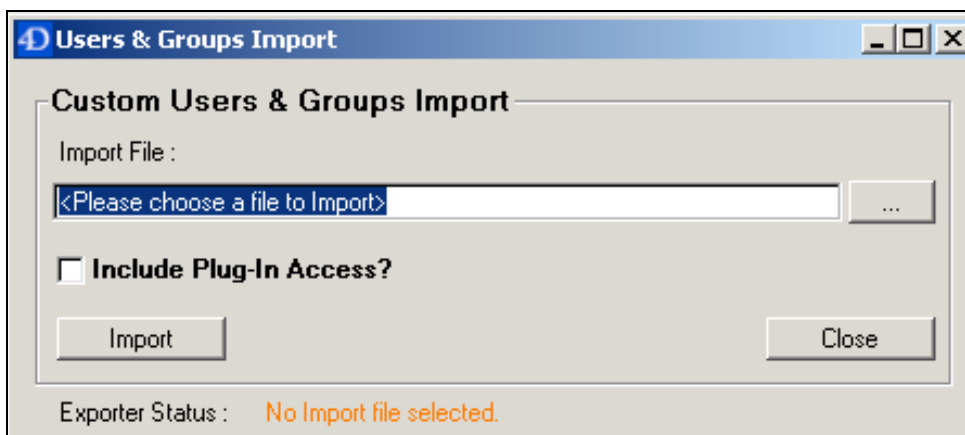 4D Users & Groups Import
Custom Users & Groups Import
Import File :
<Please choose a file to Import>
...
Include Plug-In Access?
Import
Close
Exporter Status : No Import file selected.